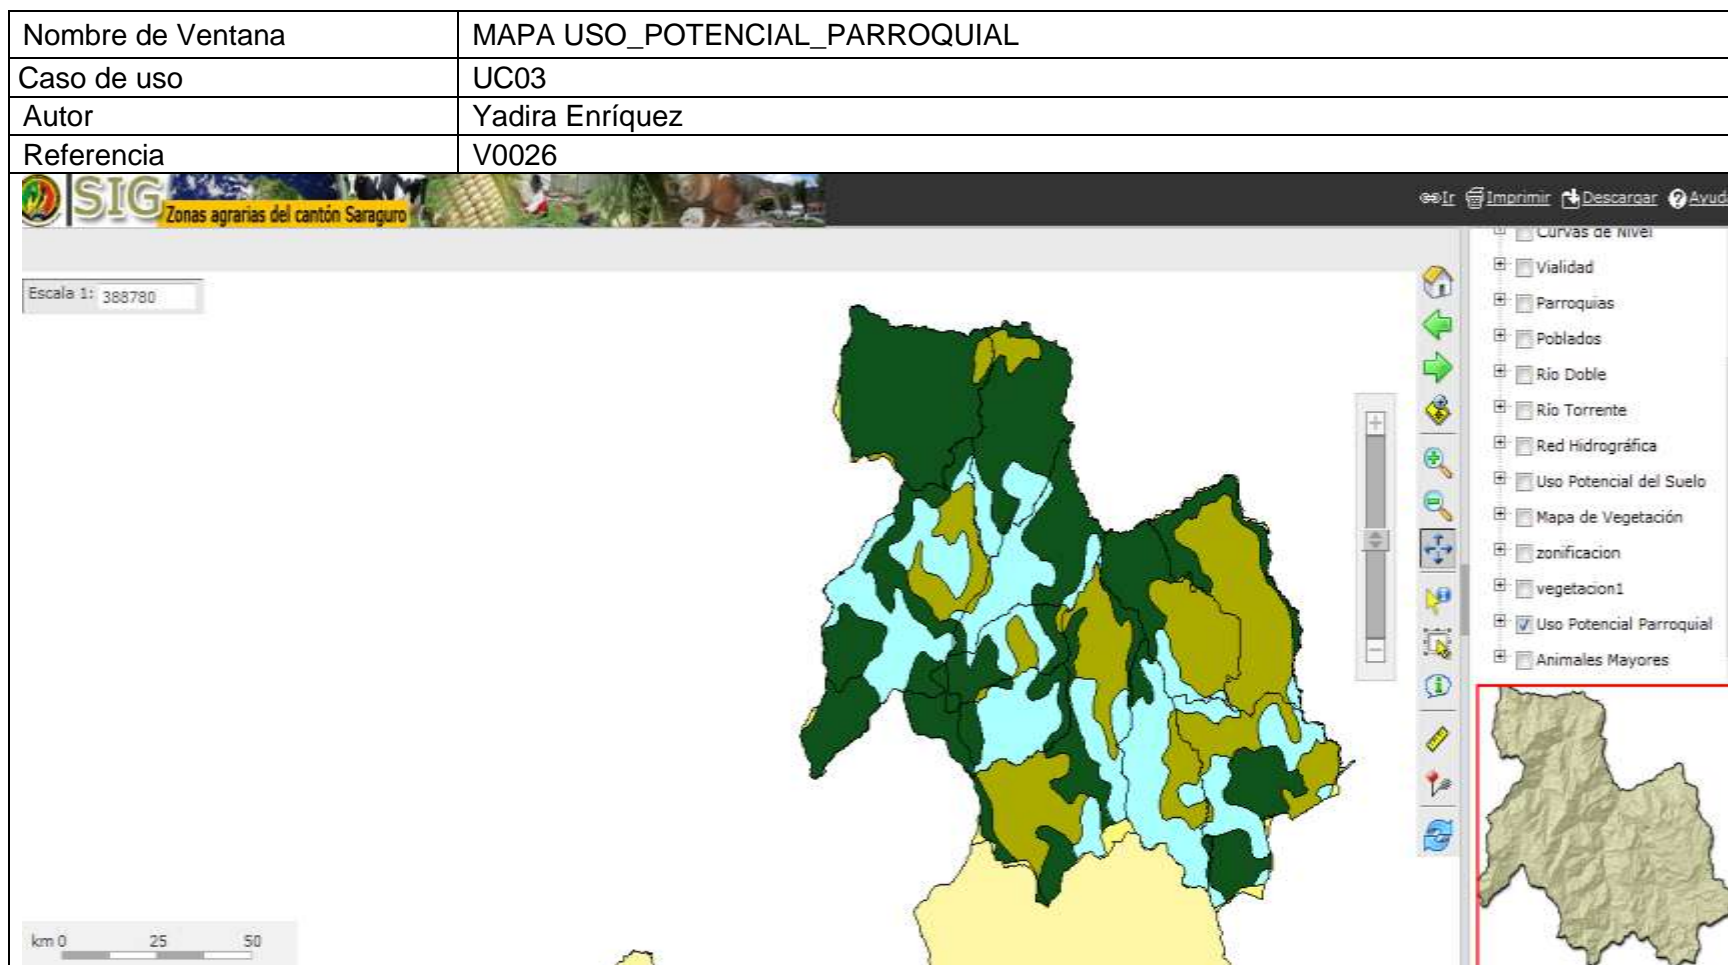 Nombre de Ventana MAPA USO_POTENCIAL_PARROQUIAL
Caso de uso UC03
Autor Yadira Enríquez
Referencia V0026
SIG Zonas agrarias del cantón Saraguro
Ir Imprimir Descargar Ayuda
Curvas de Nivel
Escala 1: 388780
Vialidad
Parroquias
Poblados
Río Doble
Río Torrente
Red Hidrográfica
Uso Potencial del Suelo
Mapa de Vegetación
zonificacion
vegetacion1
Uso Potencial Parroquial
Animales Mayores
km 0 25 50